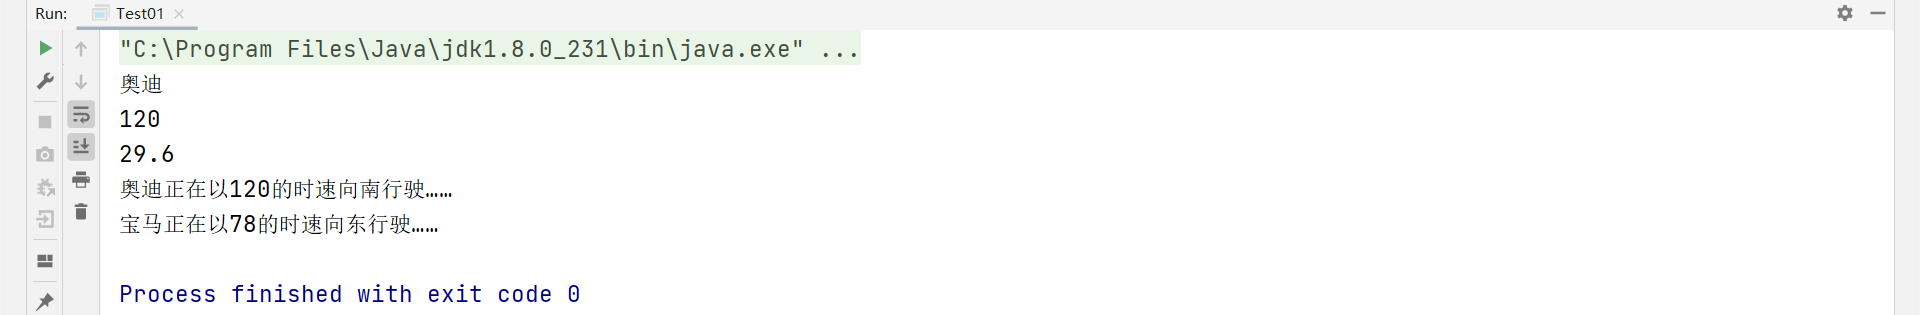 Run: Test01
"C:\Program Files\Java\jdk1.8.0_231\bin\java.exe" ...
奥迪
120
29.6
奥迪正在以120的时速向南行驶……
宝马正在以78的时速向东行驶……
Process finished with exit code 0